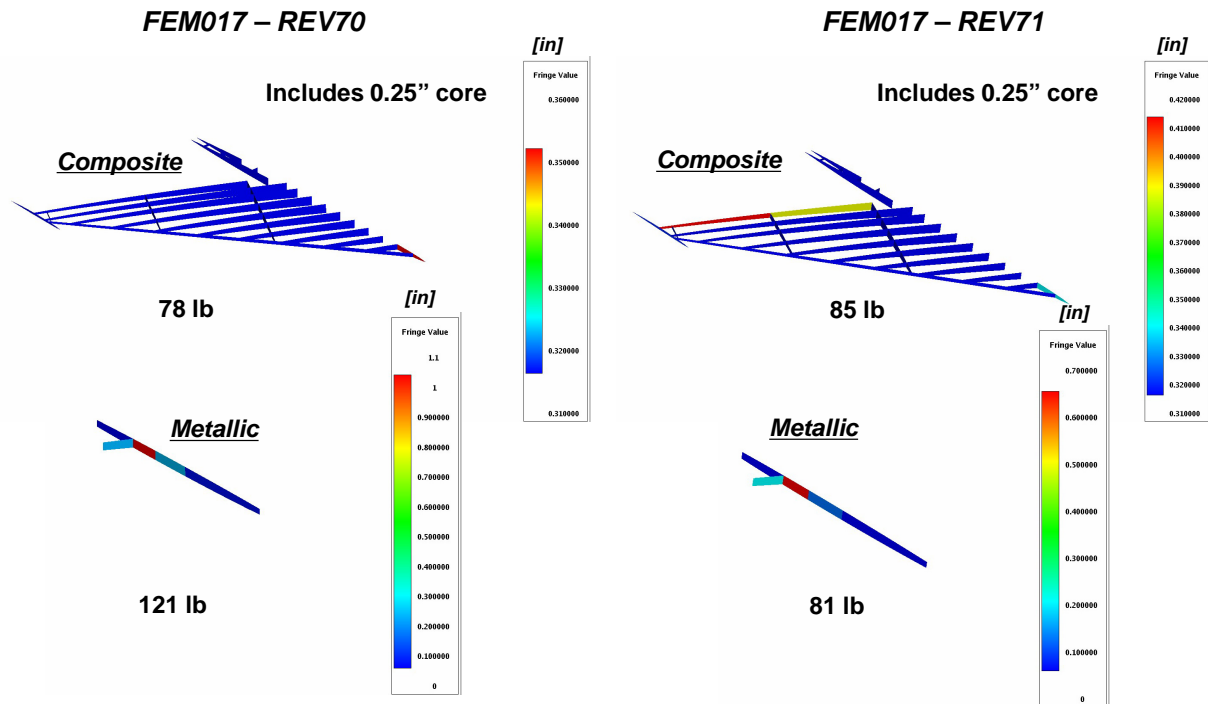 FEM017 – REV70
[in]
Fringe Value
0.360000
0.350000
0.340000
0.330000
0.320000
0.310000
Includes 0.25” core
Composite
78 lb
[in]
Fringe Value
1.1
1
0.900000
0.800000
0.700000
0.600000
0.500000
0.400000
0.300000
0.200000
0.100000
0
Metallic
121 lb
FEM017 – REV71
[in]
Fringe Value
0.420000
0.410000
0.400000
0.390000
0.380000
0.370000
0.360000
0.350000
0.340000
0.330000
0.320000
0.310000
Includes 0.25” core
Composite
85 lb
[in]
Fringe Value
0.700000
0.600000
0.500000
0.400000
0.300000
0.200000
0.100000
0
Metallic
81 lb